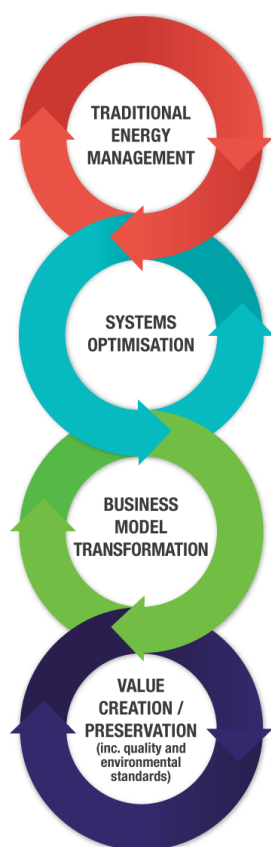 TRADITIONAL
ENERGY
MANAGEMENT
SYSTEMS
OPTIMISATION
BUSINESS
MODEL
TRANSFORMATION
VALUE
CREATION /
PRESERVATION
(inc. quality and
environmental
standards)